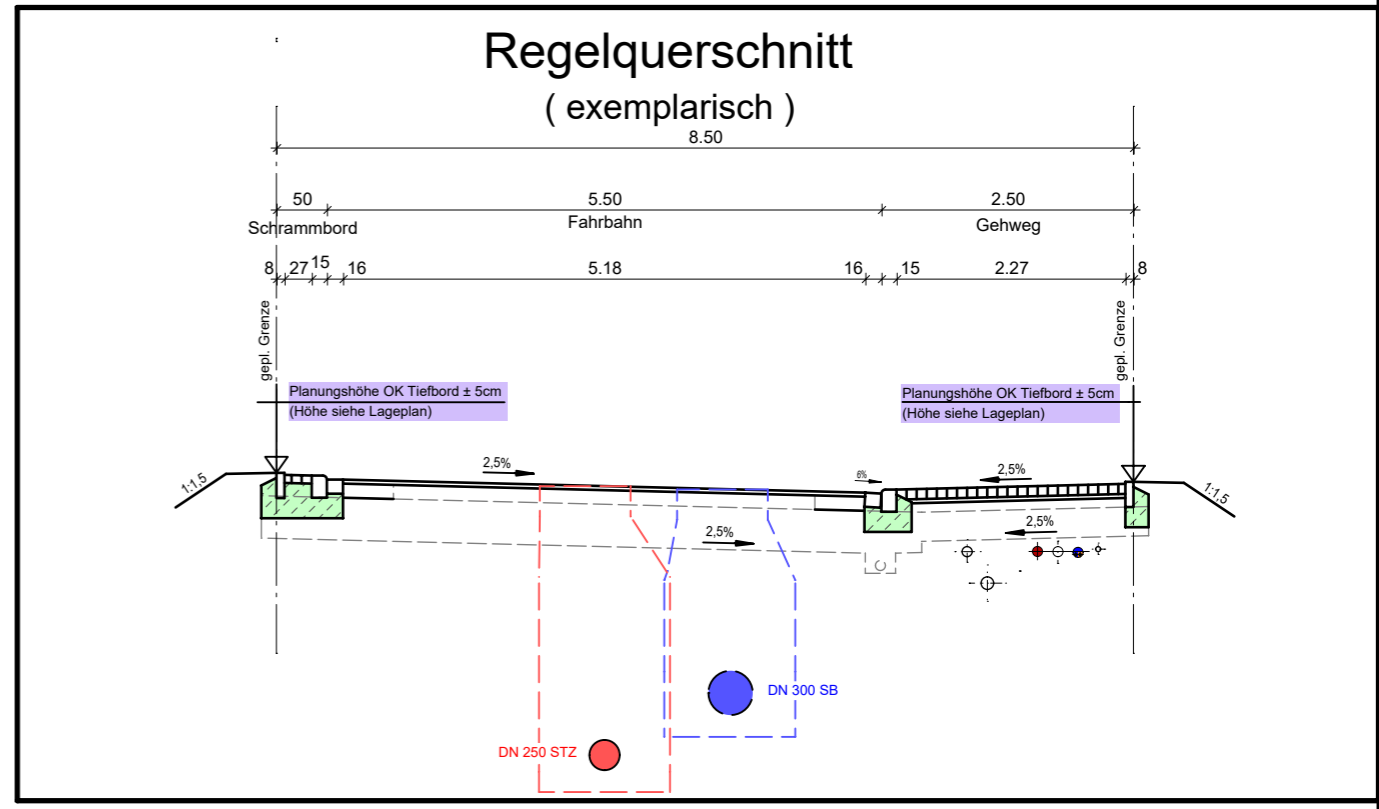 Regelquerschnitt
( exemplarisch )
8.50
50 5.50 2.50
Schrammbord Fahrbahn Gehweg
8 27 15 16 5.18 16 15 2.27 8
gepl. Grenze
gepl. Grenze
Planungshöhe OK Tiefbord ± 5cm
(Höhe siehe Lageplan)
Planungshöhe OK Tiefbord ± 5cm
(Höhe siehe Lageplan)
1:1,5
2,5%
6%
2,5%
1:1,5
2,5%
2,5%
DN 300 SB
DN 250 STZ